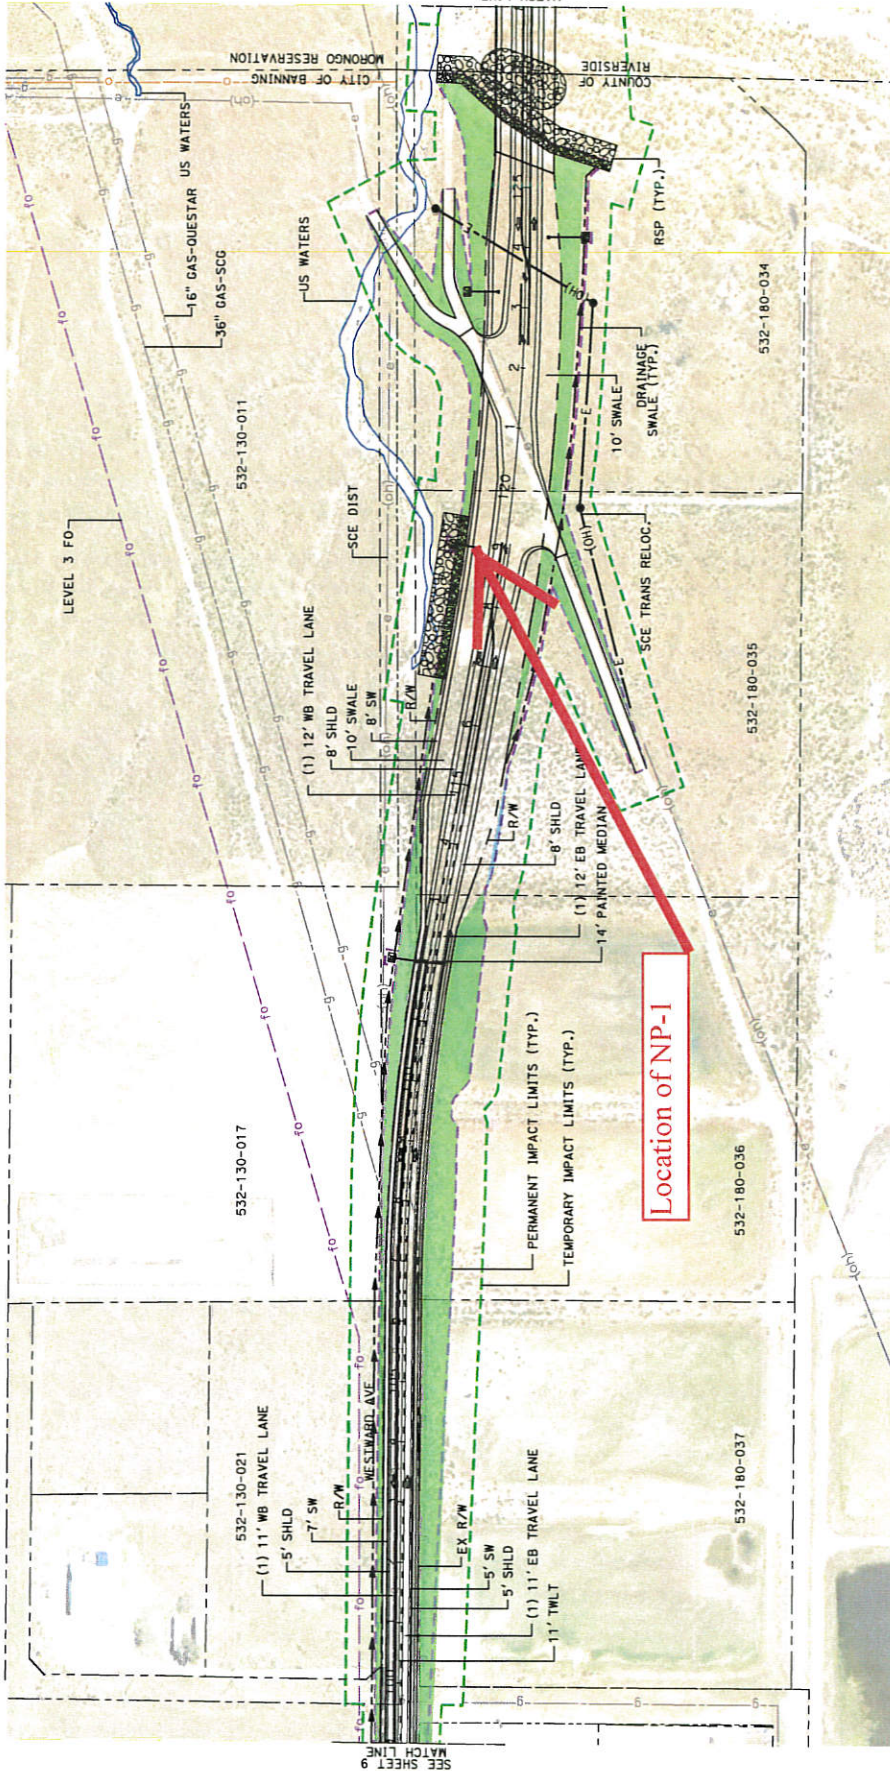 CITY OF BANNING
MORONGO RESERVATION
COUNTY OF
RIVERSIDE
US WATERS
16" GAS-QUESTAR
36" GAS-SCG
US WATERS
RSP (TYP.)
LEVEL 3 FO
532-130-011
SCE DIST
532-180-034
DRAINAGE
SWALE (TYP.)
10' SWALE
SCE TRANS RELOC.
(1) 12' WB TRAVEL LANE
8' SHLD
10' SWALE
8' SW
R/W
532-180-035
R/W
8' SHLD
(1) 12' EB TRAVEL LANE
14' PAINTED MEDIAN
Location of NP-1
532-130-017
PERMANENT IMPACT LIMITS (TYP.)
TEMPORARY IMPACT LIMITS (TYP.)
532-180-036
532-130-021
(1) 11' WB TRAVEL LANE
5' SHLD
7' SW
R/W
WESTWARD AVE
EX R/W
5' SW
5' SHLD
(1) 11' EB TRAVEL LANE
11' TWLT
532-180-037
MATCH LINE
SEE SHEET 9